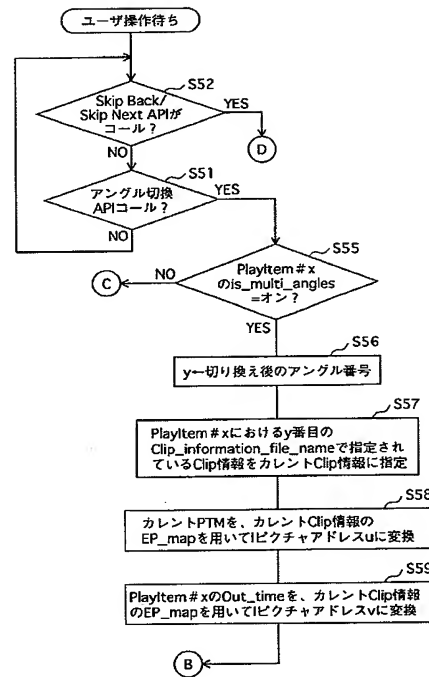 ユーザ操作待ち
S52
Skip Back/
Skip Next APIが
コール？
YES
D
NO
S51
アングル切換
APIコール？
YES
NO
S55
PlayItem＃x
のis_multi_angles
=オン？
NO
C
YES
S56
y←切り換え後のアングル番号
S57
PlayItem＃xにおけるy番目の
Clip_information_file_nameで指定され
ているClip情報をカレントClip情報に指定
S58
カレントPTMを、カレントClip情報の
EP_mapを用いてIピクチャアドレスuに変換
S59
PlayItem＃xのOut_timeを、カレントClip情報
のEP_mapを用いてIピクチャアドレスvに変換
B